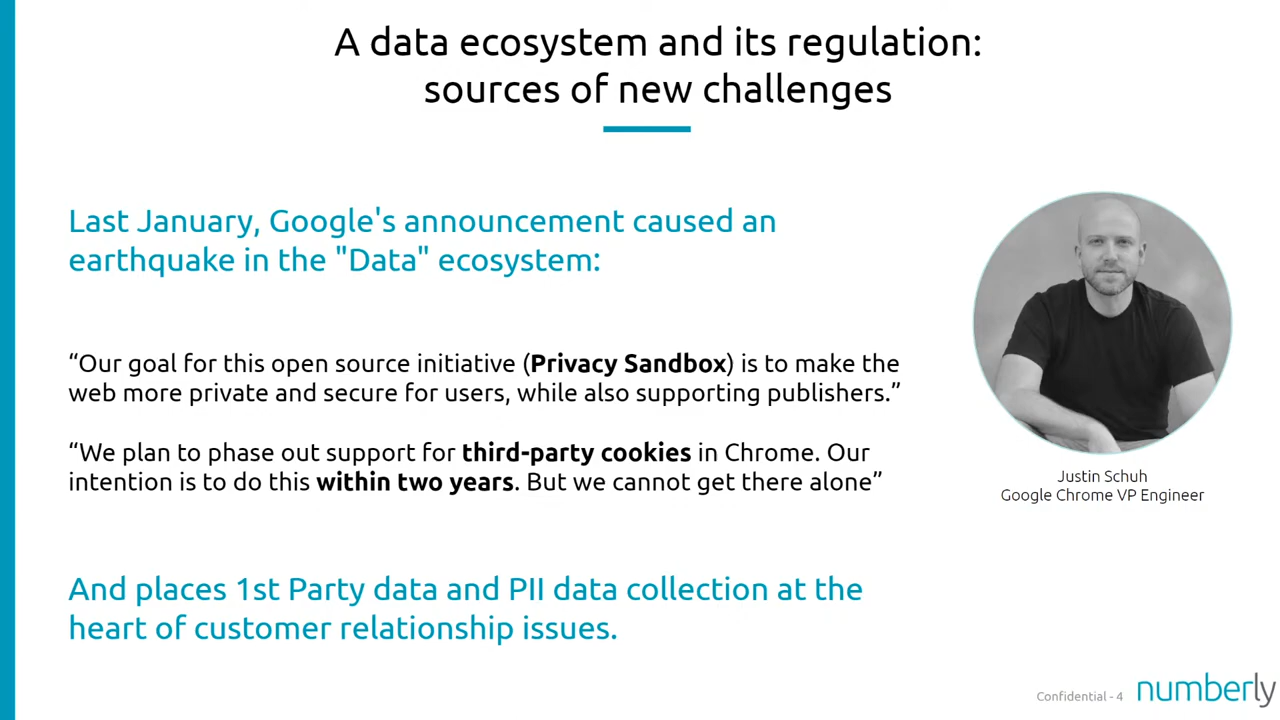 A data ecosystem and its regulation:
sources of new challenges
Last January, Google's announcement caused an
earthquake in the "Data" ecosystem:
“Our goal for this open source initiative (Privacy Sandbox) is to make the
web more private and secure for users, while also supporting publishers.”
“We plan to phase out support for third-party cookies in Chrome. Our
intention is to do this within two years. But we cannot get there alone”
Justin Schuh
Google Chrome VP Engineer
And places 1st Party data and PII data collection at the
heart of customer relationship issues.
Confidential - 4
numberly